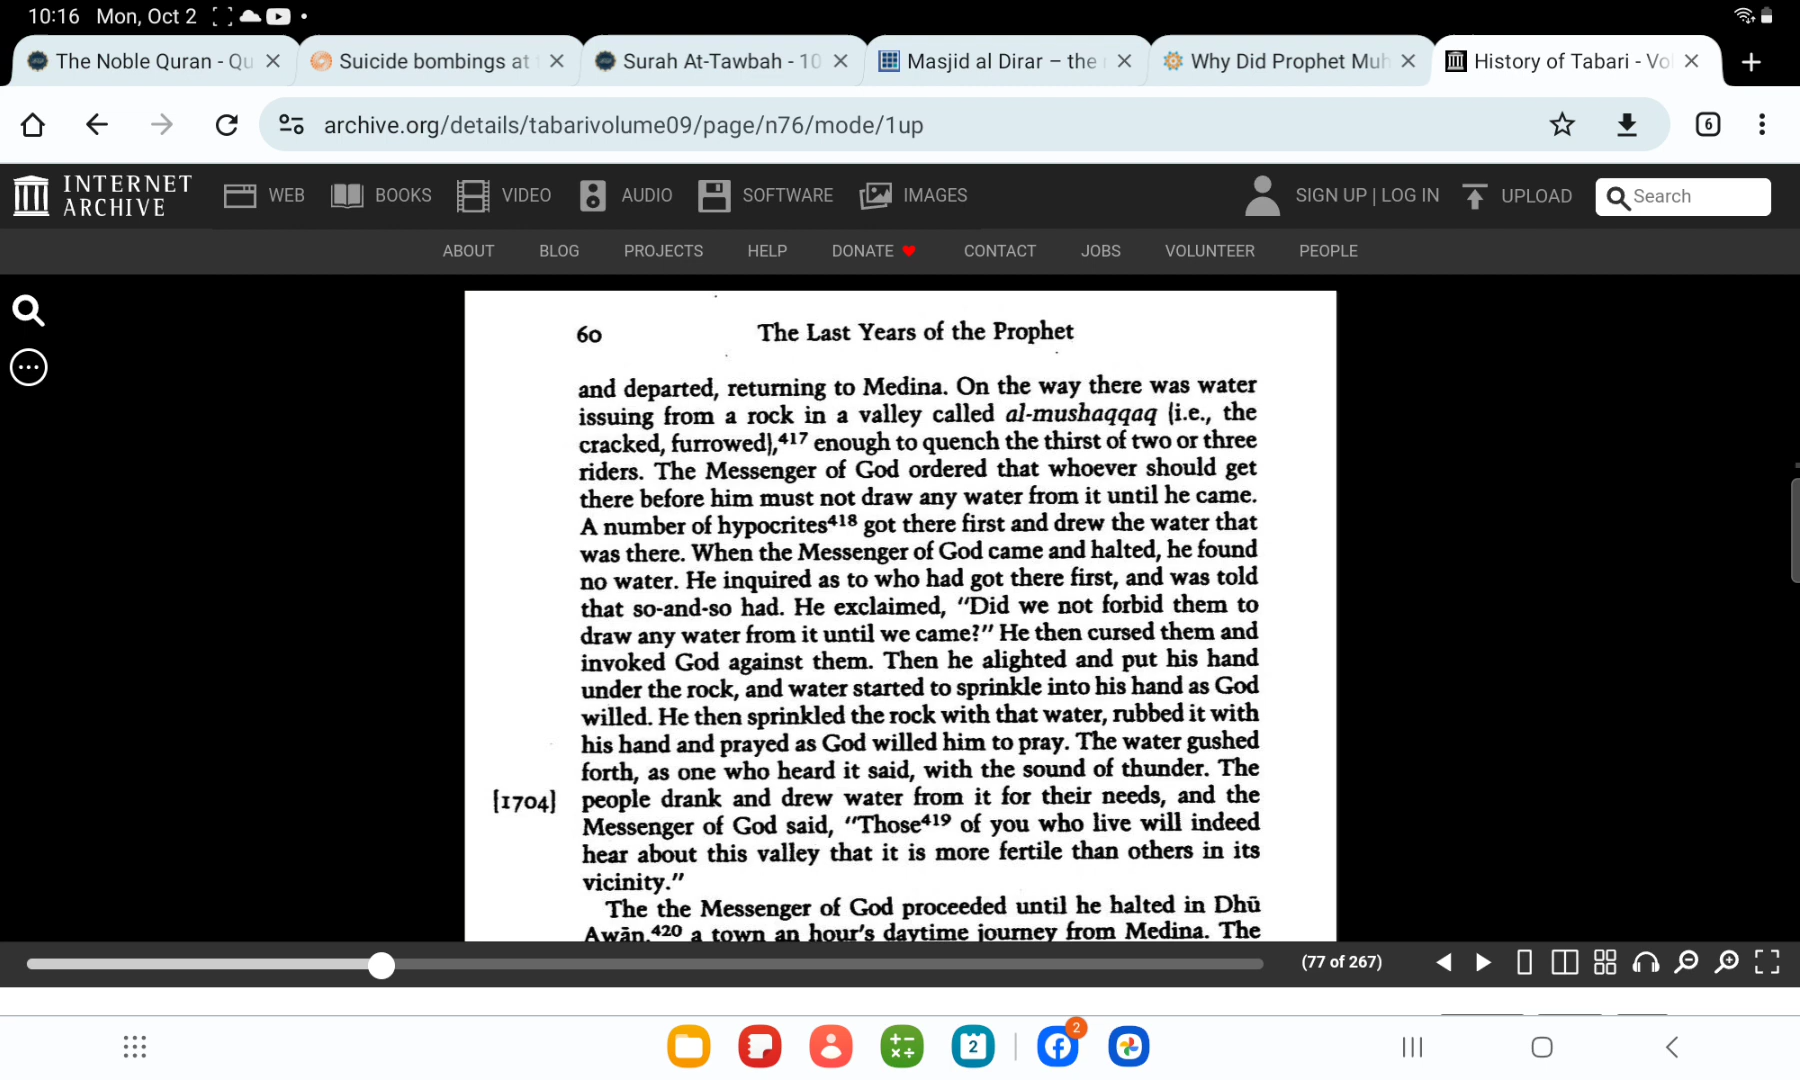 10:16 Mon, Oct 2
The Noble Quran - Qu
Suicide bombings at
Surah At-Tawbah - 10
Masjid al Dirar – the
Why Did Prophet Muh
History of Tabari - Vol
archive.org/details/tabarivolume09/page/n76/mode/1up
6
INTERNET
ARCHIVE
WEB BOOKS VIDEO AUDIO SOFTWARE IMAGES SIGN UP | LOG IN UPLOAD Search
ABOUT BLOG PROJECTS HELP DONATE CONTACT JOBS VOLUNTEER PEOPLE
60 The Last Years of the Prophet
and departed, returning to Medina. On the way there was water
issuing from a rock in a valley called al-mushaqqaq (i.e., the
cracked, furrowed),417 enough to quench the thirst of two or three
riders. The Messenger of God ordered that whoever should get
there before him must not draw any water from it until he came.
A number of hypocrites418 got there first and drew the water that
was there. When the Messenger of God came and halted, he found
no water. He inquired as to who had got there first, and was told
that so-and-so had. He exclaimed, "Did we not forbid them to
draw any water from it until we came?" He then cursed them and
invoked God against them. Then he alighted and put his hand
under the rock, and water started to sprinkle into his hand as God
willed. He then sprinkled the rock with that water, rubbed it with
his hand and prayed as God willed him to pray. The water gushed
forth, as one who heard it said, with the sound of thunder. The
[1704] people drank and drew water from it for their needs, and the
Messenger of God said, "Those419 of you who live will indeed
hear about this valley that it is more fertile than others in its
vicinity."
The the Messenger of God proceeded until he halted in Dhū
Awān,420 a town an hour's daytime journey from Medina. The
(77 of 267)
2
2